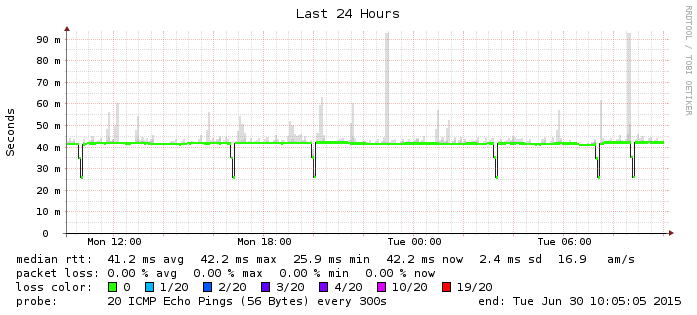 Last 24 Hours
RRDTOOL / TOBI OETIKER
Seconds
90 m
80 m
70 m
60 m
50 m
40 m
30 m
20 m
10 m
0
Mon 12:00 Mon 18:00 Tue 00:00 Tue 06:00
median rtt: 41.2 ms avg 42.2 ms max 25.9 ms min 42.2 ms now 2.4 ms sd 16.9 am/s
packet loss: 0.00 % avg 0.00 % max 0.00 % min 0.00 % now
loss color: 0 1/20 2/20 3/20 4/20 10/20 19/20
probe: 20 ICMP Echo Pings (56 Bytes) every 300s end: Tue Jun 30 10:05:05 2015